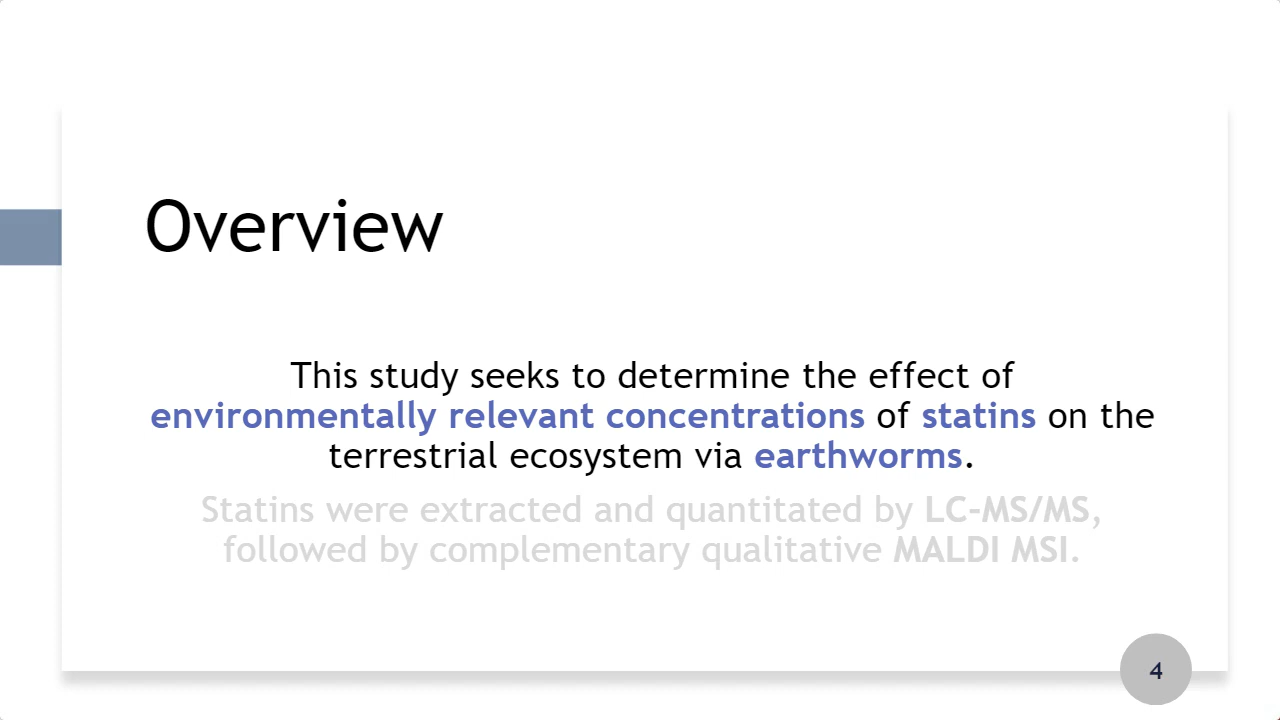 Overview
This study seeks to determine the effect of
environmentally relevant concentrations of statins on the
terrestrial ecosystem via earthworms.
Statins were extracted and quantitated by LC-MS/MS,
followed by complementary qualitative MALDI MSI.
4